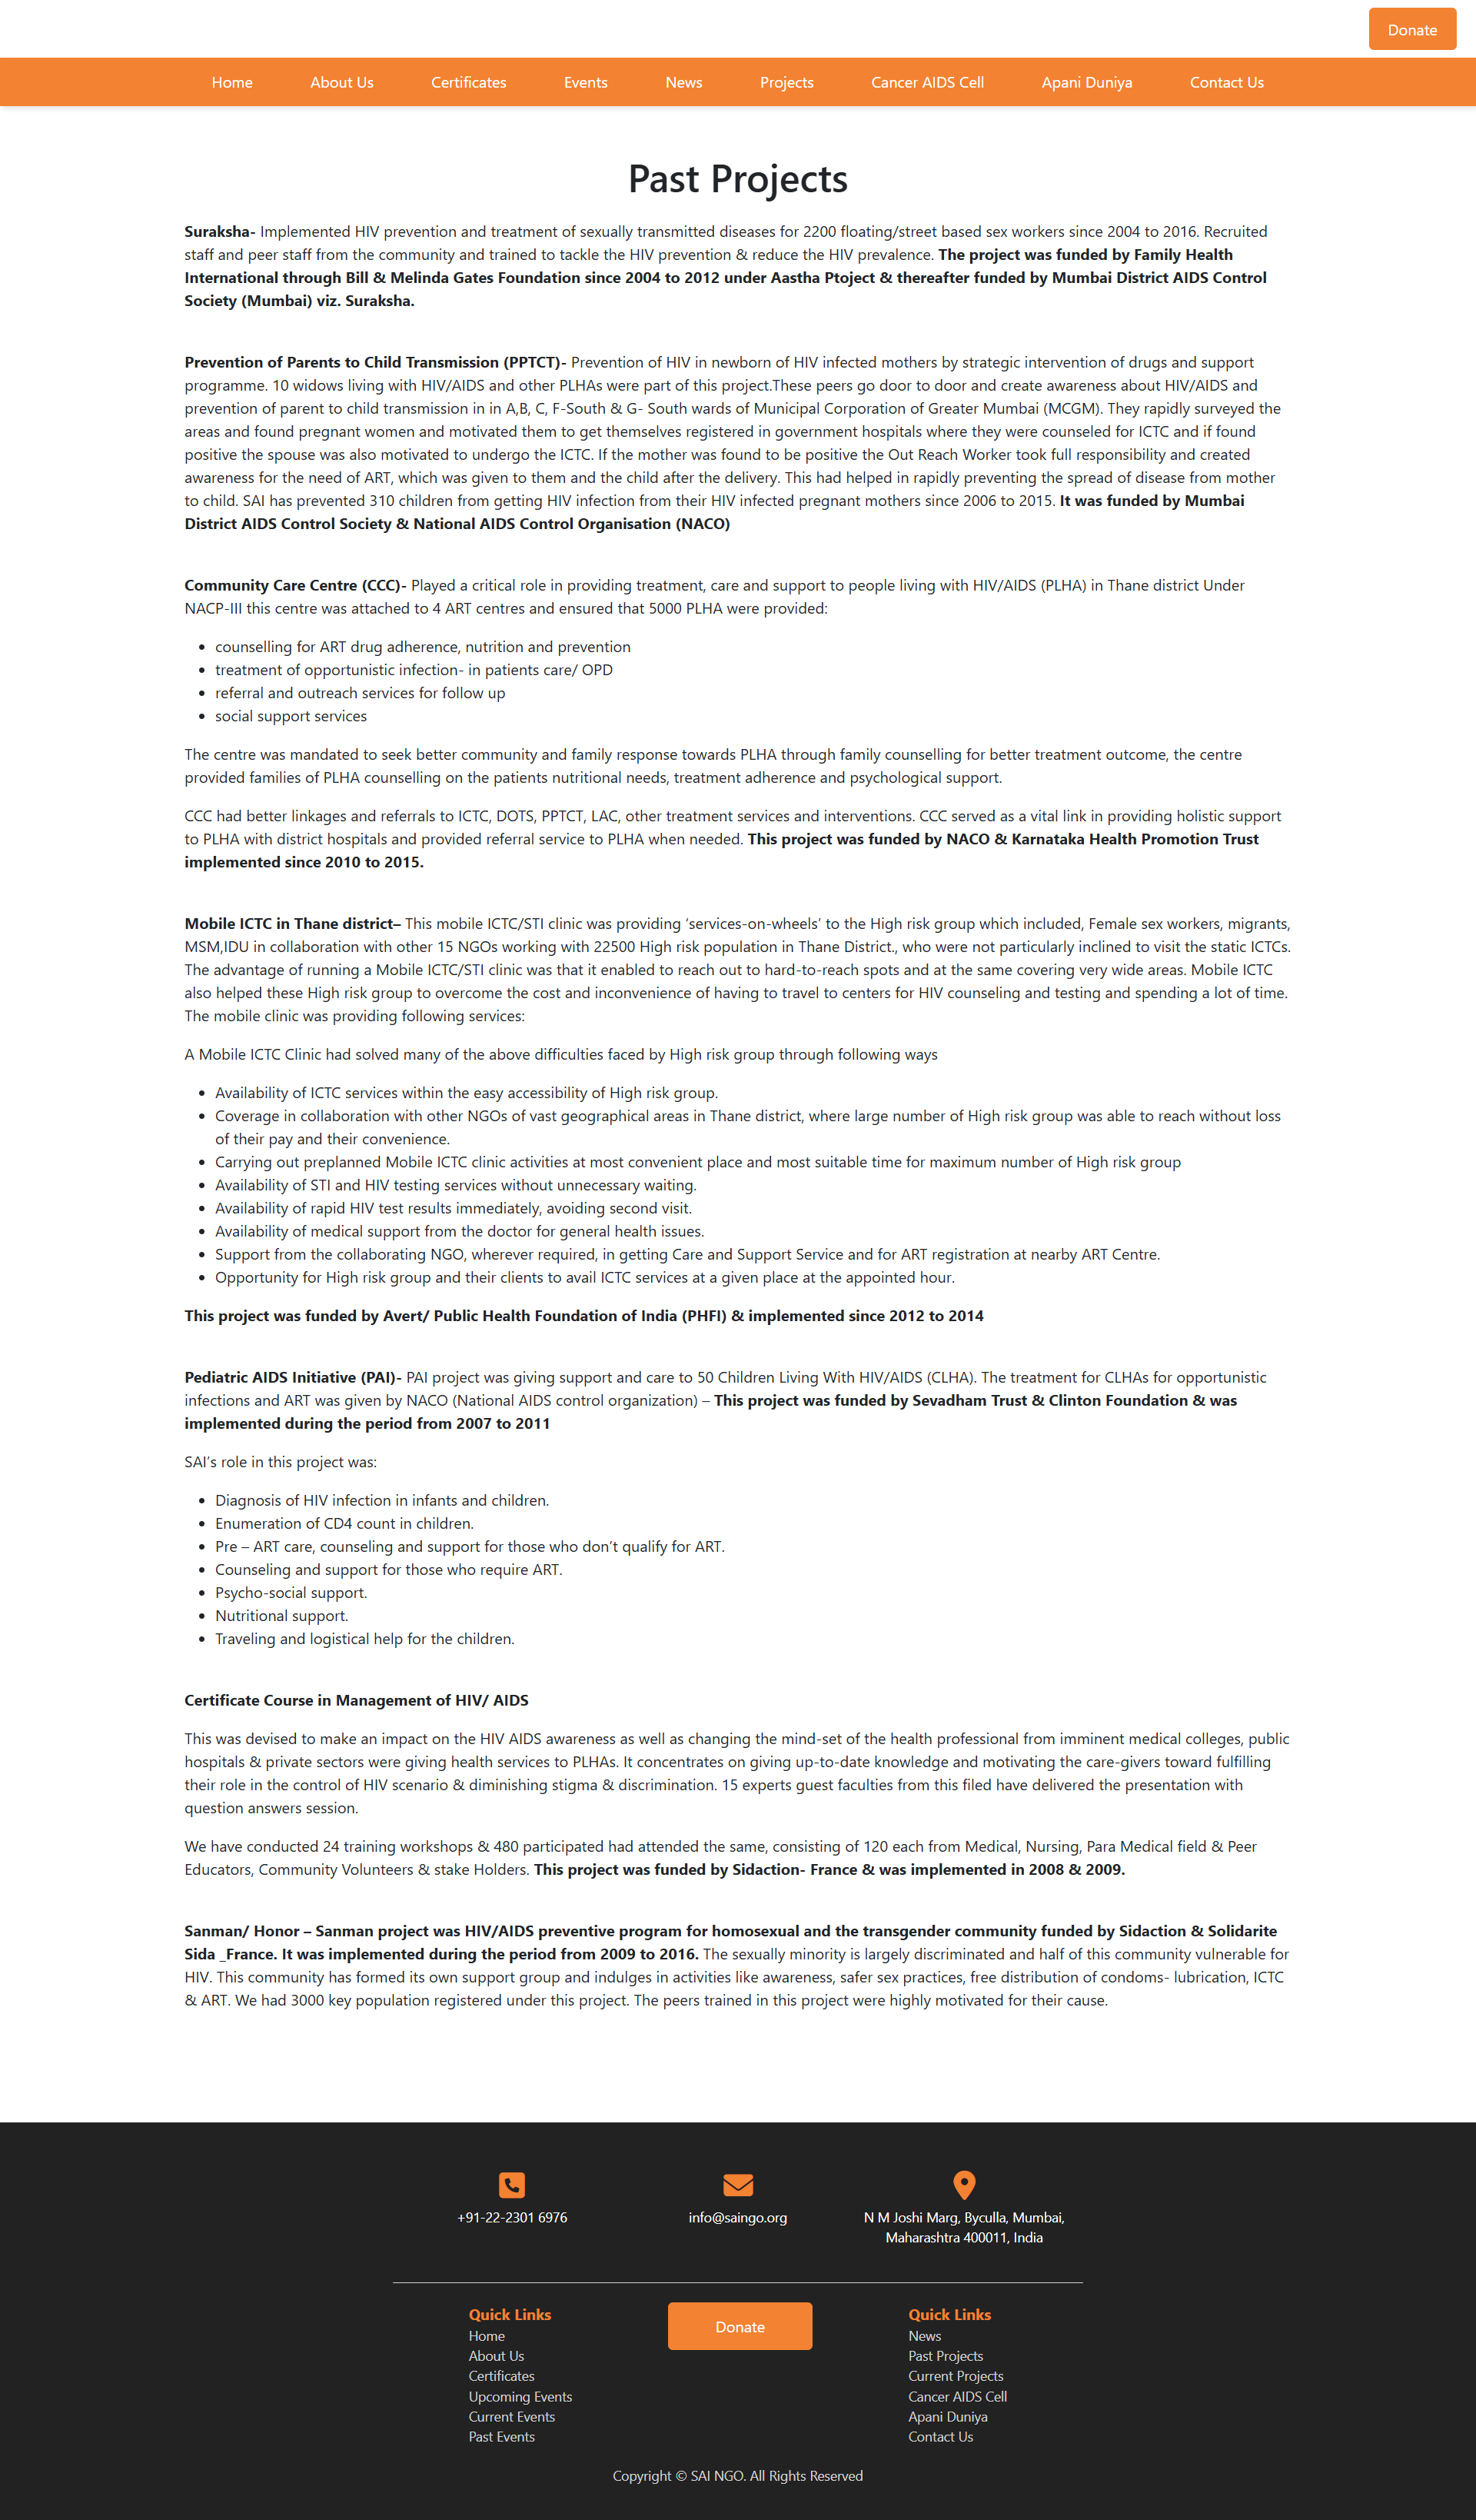 Donate
Home About Us Certificates Events News Projects Cancer AIDS Cell Apani Duniya Contact Us
Past Projects
Suraksha- Implemented HIV prevention and treatment of sexually transmitted diseases for 2200 floating/street based sex workers since 2004 to 2016. Recruited
staff and peer staff from the community and trained to tackle the HIV prevention & reduce the HIV prevalence. The project was funded by Family Health
International through Bill & Melinda Gates Foundation since 2004 to 2012 under Aastha Ptoject & thereafter funded by Mumbai District AIDS Control
Society (Mumbai) viz. Suraksha.
Prevention of Parents to Child Transmission (PPTCT)- Prevention of HIV in newborn of HIV infected mothers by strategic intervention of drugs and support
programme. 10 widows living with HIV/AIDS and other PLHAs were part of this project.These peers go door to door and create awareness about HIV/AIDS and
prevention of parent to child transmission in in A,B, C, F-South & G- South wards of Municipal Corporation of Greater Mumbai (MCGM). They rapidly surveyed the
areas and found pregnant women and motivated them to get themselves registered in government hospitals where they were counseled for ICTC and if found
positive the spouse was also motivated to undergo the ICTC. If the mother was found to be positive the Out Reach Worker took full responsibility and created
awareness for the need of ART, which was given to them and the child after the delivery. This had helped in rapidly preventing the spread of disease from mother
to child. SAI has prevented 310 children from getting HIV infection from their HIV infected pregnant mothers since 2006 to 2015. It was funded by Mumbai
District AIDS Control Society & National AIDS Control Organisation (NACO)
Community Care Centre (CCC)- Played a critical role in providing treatment, care and support to people living with HIV/AIDS (PLHA) in Thane district Under
NACP-III this centre was attached to 4 ART centres and ensured that 5000 PLHA were provided:
• counselling for ART drug adherence, nutrition and prevention
• treatment of opportunistic infection- in patients care/ OPD
• referral and outreach services for follow up
• social support services
The centre was mandated to seek better community and family response towards PLHA through family counselling for better treatment outcome, the centre
provided families of PLHA counselling on the patients nutritional needs, treatment adherence and psychological support.
CCC had better linkages and referrals to ICTC, DOTS, PPTCT, LAC, other treatment services and interventions. CCC served as a vital link in providing holistic support
to PLHA with district hospitals and provided referral service to PLHA when needed. This project was funded by NACO & Karnataka Health Promotion Trust
implemented since 2010 to 2015.
Mobile ICTC in Thane district– This mobile ICTC/STI clinic was providing ‘services-on-wheels’ to the High risk group which included, Female sex workers, migrants,
MSM,IDU in collaboration with other 15 NGOs working with 22500 High risk population in Thane District., who were not particularly inclined to visit the static ICTCs.
The advantage of running a Mobile ICTC/STI clinic was that it enabled to reach out to hard-to-reach spots and at the same covering very wide areas. Mobile ICTC
also helped these High risk group to overcome the cost and inconvenience of having to travel to centers for HIV counseling and testing and spending a lot of time.
The mobile clinic was providing following services:
A Mobile ICTC Clinic had solved many of the above difficulties faced by High risk group through following ways
• Availability of ICTC services within the easy accessibility of High risk group.
• Coverage in collaboration with other NGOs of vast geographical areas in Thane district, where large number of High risk group was able to reach without loss
of their pay and their convenience.
• Carrying out preplanned Mobile ICTC clinic activities at most convenient place and most suitable time for maximum number of High risk group
• Availability of STI and HIV testing services without unnecessary waiting.
• Availability of rapid HIV test results immediately, avoiding second visit.
• Availability of medical support from the doctor for general health issues.
• Support from the collaborating NGO, wherever required, in getting Care and Support Service and for ART registration at nearby ART Centre.
• Opportunity for High risk group and their clients to avail ICTC services at a given place at the appointed hour.
This project was funded by Avert/ Public Health Foundation of India (PHFI) & implemented since 2012 to 2014
Pediatric AIDS Initiative (PAI)- PAI project was giving support and care to 50 Children Living With HIV/AIDS (CLHA). The treatment for CLHAs for opportunistic
infections and ART was given by NACO (National AIDS control organization) – This project was funded by Sevadham Trust & Clinton Foundation & was
implemented during the period from 2007 to 2011
SAI’s role in this project was:
• Diagnosis of HIV infection in infants and children.
• Enumeration of CD4 count in children.
• Pre – ART care, counseling and support for those who don’t qualify for ART.
• Counseling and support for those who require ART.
• Psycho-social support.
• Nutritional support.
• Traveling and logistical help for the children.
Certificate Course in Management of HIV/ AIDS
This was devised to make an impact on the HIV AIDS awareness as well as changing the mind-set of the health professional from imminent medical colleges, public
hospitals & private sectors were giving health services to PLHAs. It concentrates on giving up-to-date knowledge and motivating the care-givers toward fulfilling
their role in the control of HIV scenario & diminishing stigma & discrimination. 15 experts guest faculties from this filed have delivered the presentation with
question answers session.
We have conducted 24 training workshops & 480 participated had attended the same, consisting of 120 each from Medical, Nursing, Para Medical field & Peer
Educators, Community Volunteers & stake Holders. This project was funded by Sidaction- France & was implemented in 2008 & 2009.
Sanman/ Honor – Sanman project was HIV/AIDS preventive program for homosexual and the transgender community funded by Sidaction & Solidarite
Sida _France. It was implemented during the period from 2009 to 2016. The sexually minority is largely discriminated and half of this community vulnerable for
HIV. This community has formed its own support group and indulges in activities like awareness, safer sex practices, free distribution of condoms- lubrication, ICTC
& ART. We had 3000 key population registered under this project. The peers trained in this project were highly motivated for their cause.
+91-22-2301 6976
info@saingo.org
N M Joshi Marg, Byculla, Mumbai,
Maharashtra 400011, India
Quick Links
Home
About Us
Certificates
Upcoming Events
Current Events
Past Events
Donate
Quick Links
News
Past Projects
Current Projects
Cancer AIDS Cell
Apani Duniya
Contact Us
Copyright © SAI NGO. All Rights Reserved